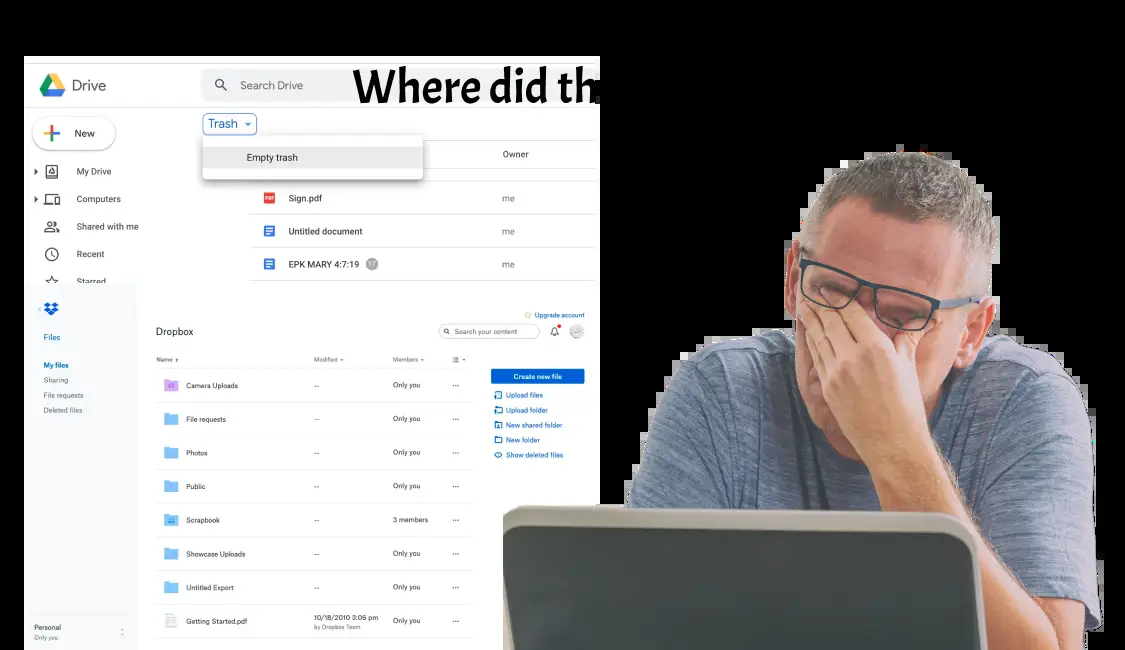 Drive
Search Drive
Where did th
Trash
New
Empty trash
Owner
My Drive
Computers
Shared with me
Recent
Starred
PDF Sign.pdf me
Untitled document me
EPK MARY 4:7:19 17 me
Upgrade account
Dropbox
Search your content
Files
Name Modified Members
My files
Sharing
File requests
Deleted files
Create new file
Upload files
Upload folder
New shared folder
New folder
Show deleted files
Camera Uploads -- Only you ...
File requests -- Only you ...
Photos -- Only you ...
Public -- Only you ...
Scrapbook -- 3 members ...
Showcase Uploads -- Only you ...
Untitled Export -- Only you ...
Getting Started.pdf 10/18/2010 3:06 pm Only you ...
by Dropbox Team
Personal
Only you